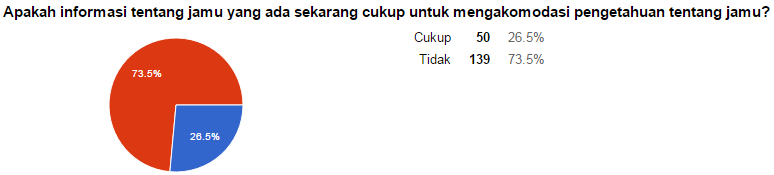 Apakah informasi tentang jamu yang ada sekarang cukup untuk mengakomodasi pengetahuan tentang jamu?
Cukup 50 26.5%
Tidak 139 73.5%
73.5%
26.5%